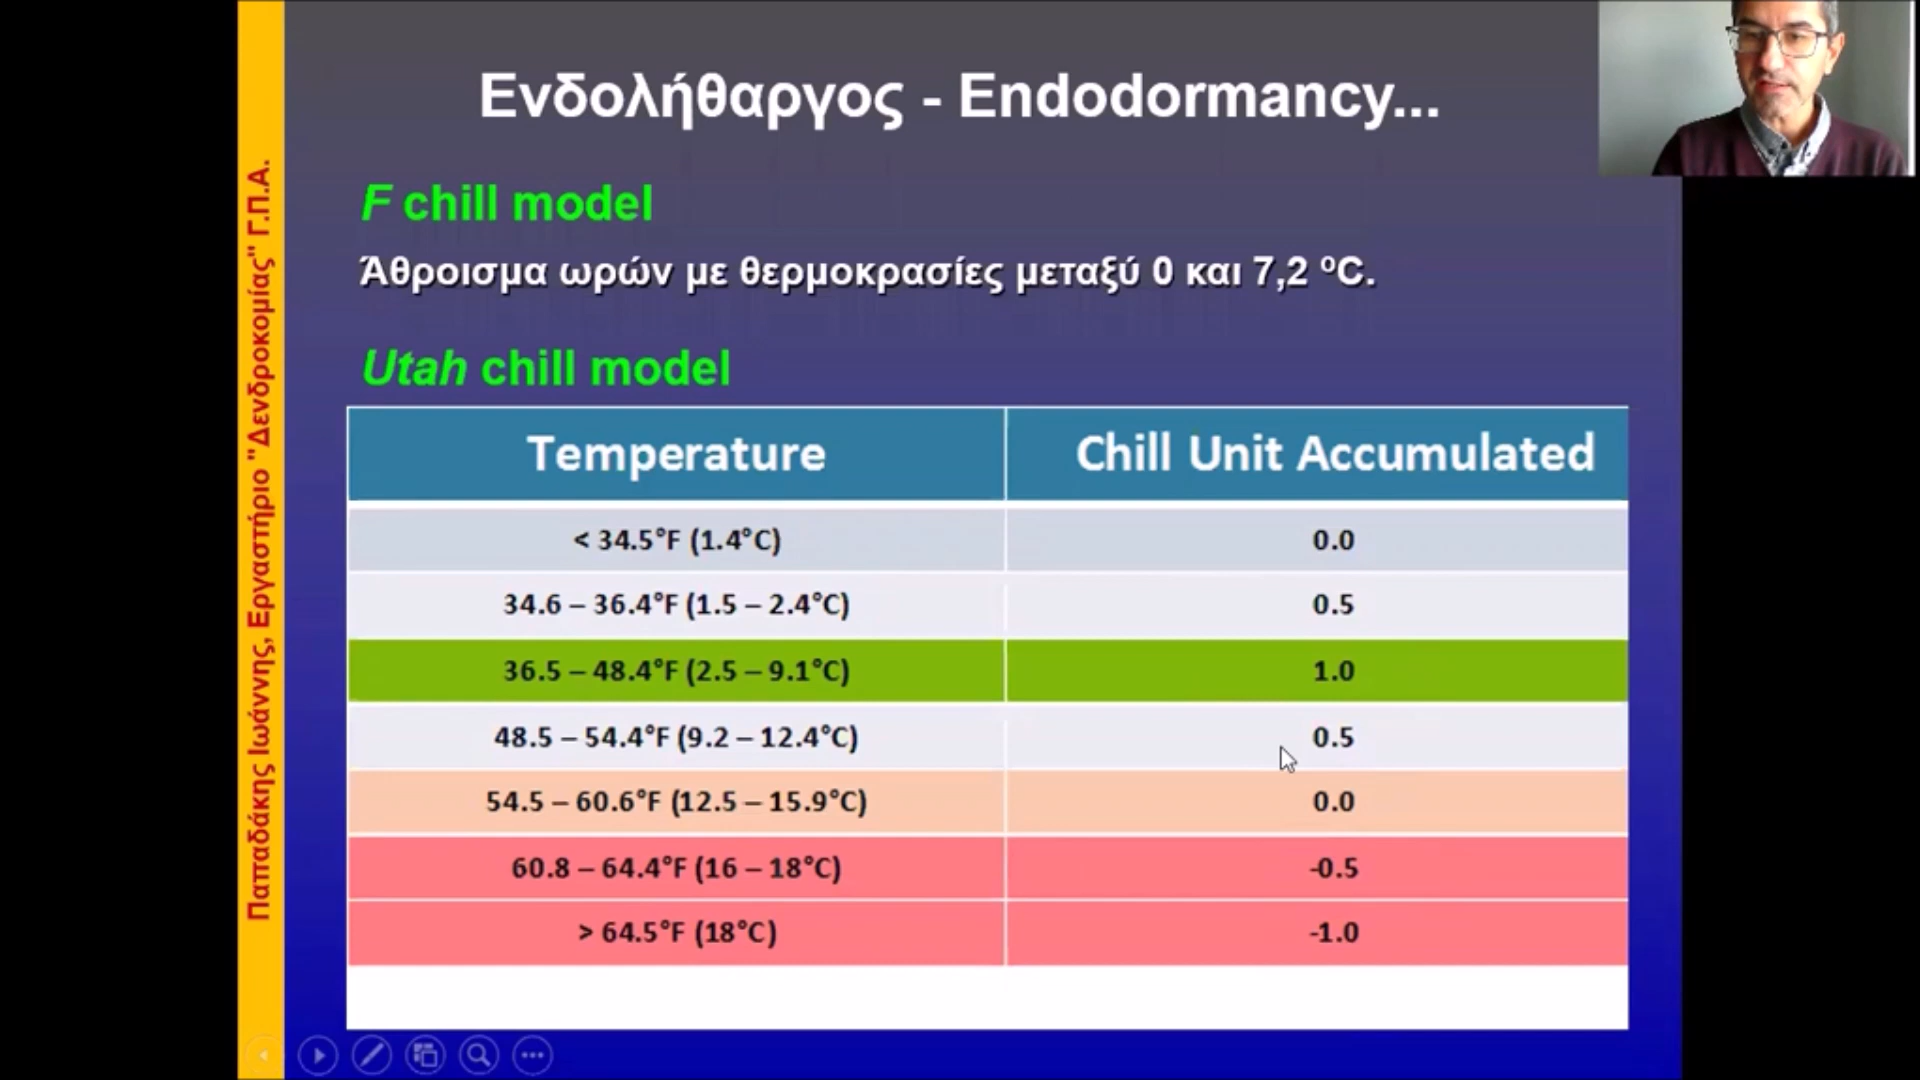 Ενδολήθαργος - Endodormancy...
F chill model
Άθροισμα ωρών με θερμοκρασίες μεταξύ 0 και 7,2 ºC.
Utah chill model
Temperature Chill Unit Accumulated
< 34.5°F (1.4°C) 0.0
34.6 – 36.4°F (1.5 – 2.4°C) 0.5
36.5 – 48.4°F (2.5 – 9.1°C) 1.0
48.5 – 54.4°F (9.2 – 12.4°C) 0.5
54.5 – 60.6°F (12.5 – 15.9°C) 0.0
60.8 – 64.4°F (16 – 18°C) -0.5
> 64.5°F (18°C) -1.0
Παπαδάκης Ιωάννης, Εργαστήριο "Δενδροκομίας" Γ.Π.Α.